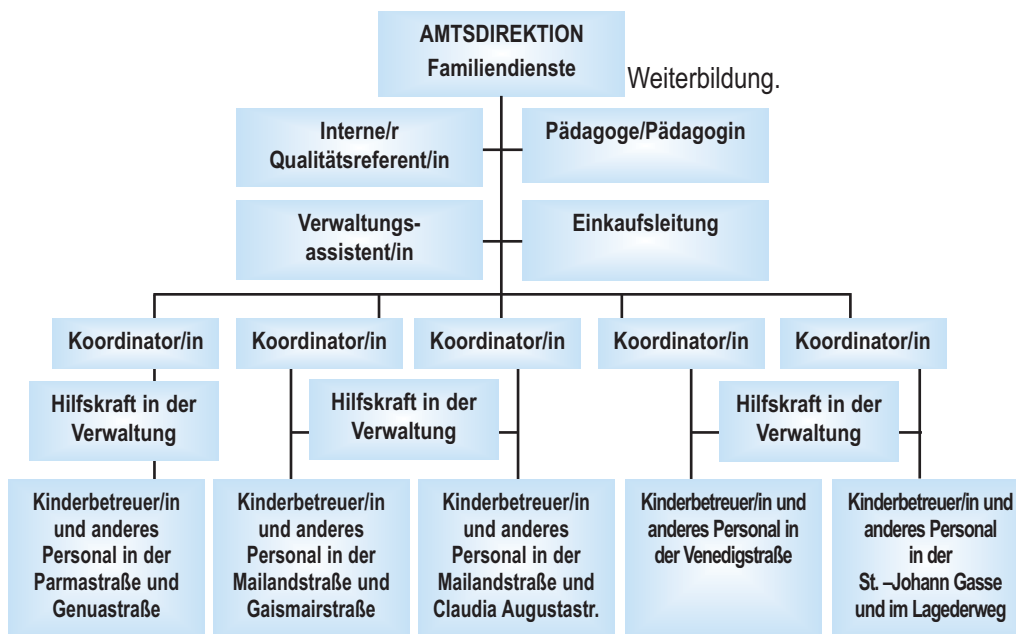 AMTSDIREKTION
Familiendienste
Weiterbildung.
Interne/r
Qualitätsreferent/in
Pädagoge/Pädagogin
Verwaltungs-
assistent/in
Einkaufsleitung
Koordinator/in
Koordinator/in
Koordinator/in
Koordinator/in
Koordinator/in
Hilfskraft in der
Verwaltung
Hilfskraft in der
Verwaltung
Hilfskraft in der
Verwaltung
Kinderbetreuer/in
und anderes
Personal in der
Parmastraße und
Genuastraße
Kinderbetreuer/in
und anderes
Personal in der
Mailandstraße und
Gaismairstraße
Kinderbetreuer/in
und anderes
Personal in der
Mailandstraße und
Claudia Augustastr.
Kinderbetreuer/in und
anderes Personal in
der Venedigstraße
Kinderbetreuer/in und
anderes Personal
in der
St. –Johann Gasse
und im Lagederweg